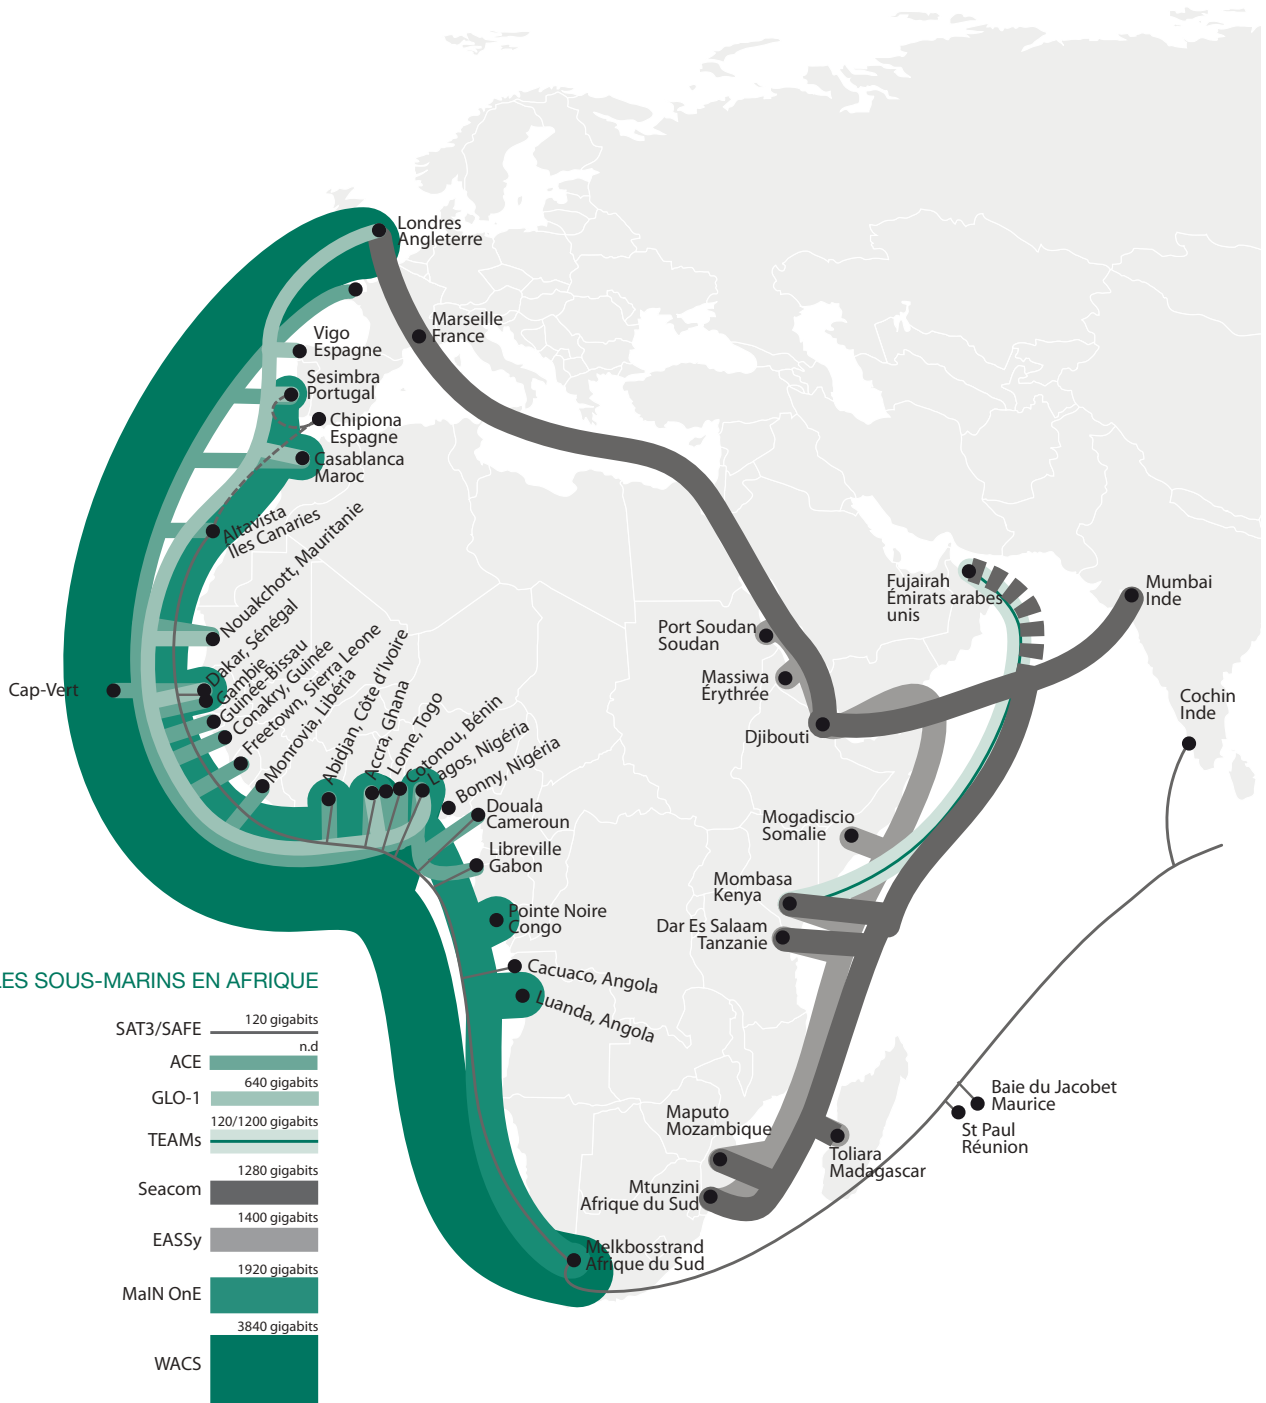 Londres
Angleterre
Marseille
France
Vigo
Espagne
Sesimbra
Portugal
Chipiona
Espagne
Casablanca
Maroc
Altavista
Iles Canaries
Nouakchott, Mauritanie
Dakar, Sénégal
Gambie
Guinée-Bissau
Conakry, Guinée
Freetown, Sierra Leone
Monrovia, Libéria
Abidjan, Côte d'Ivoire
Accra, Ghana
Lome, Togo
Cotonou, Bénin
Lagos, Nigéria
Bonny, Nigéria
Cap-Vert
Douala
Cameroun
Libreville
Gabon
Pointe Noire
Congo
Cacuaco, Angola
Luanda, Angola
Melkbosstrand
Afrique du Sud
Fujairah
Émirats arabes
unis
Mumbai
Inde
Port Soudan
Soudan
Massiwa
Érythrée
Djibouti
Cochin
Inde
Mogadiscio
Somalie
Mombasa
Kenya
Dar Es Salaam
Tanzanie
Maputo
Mozambique
Mtunzini
Afrique du Sud
Toliara
Madagascar
Baie du Jacobet
Maurice
St Paul
Réunion
LES SOUS-MARINS EN AFRIQUE
SAT3/SAFE 120 gigabits
ACE n.d
GLO-1 640 gigabits
TEAMs 120/1200 gigabits
Seacom 1280 gigabits
EASSy 1400 gigabits
MaIN OnE 1920 gigabits
WACS 3840 gigabits